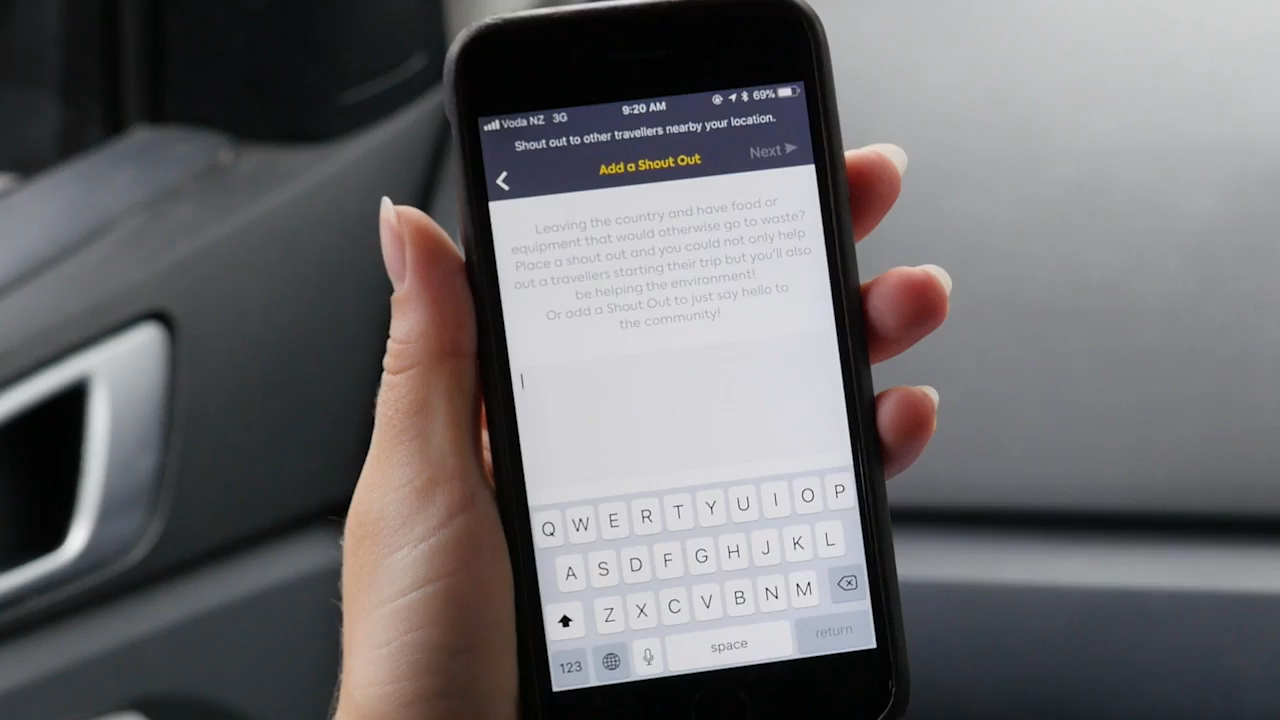 Voda NZ 3G 9:20 AM 69%
Shout out to other travellers nearby your location.
Add a Shout Out Next
Leaving the country and have food or
equipment that would otherwise go to waste?
Place a shout out and you could not only help
out a travellers starting their trip but you'll also
be helping the environment!
Or add a Shout Out to just say hello to
the community!
Q W E R T Y U I O P
A S D F G H J K L
Z X C V B N M
123 space return